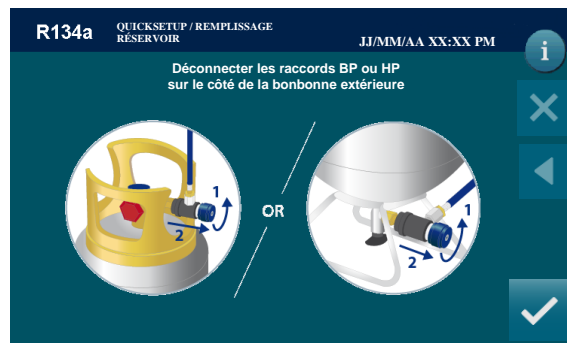 R134a
QUICKSETUP / REMPLISSAGE
RÉSERVOIR
JJ/MM/AA XX:XX PM
i
Déconnecter les raccords BP ou HP
sur le côté de la bonbonne extérieure
1
2
OR
1
2